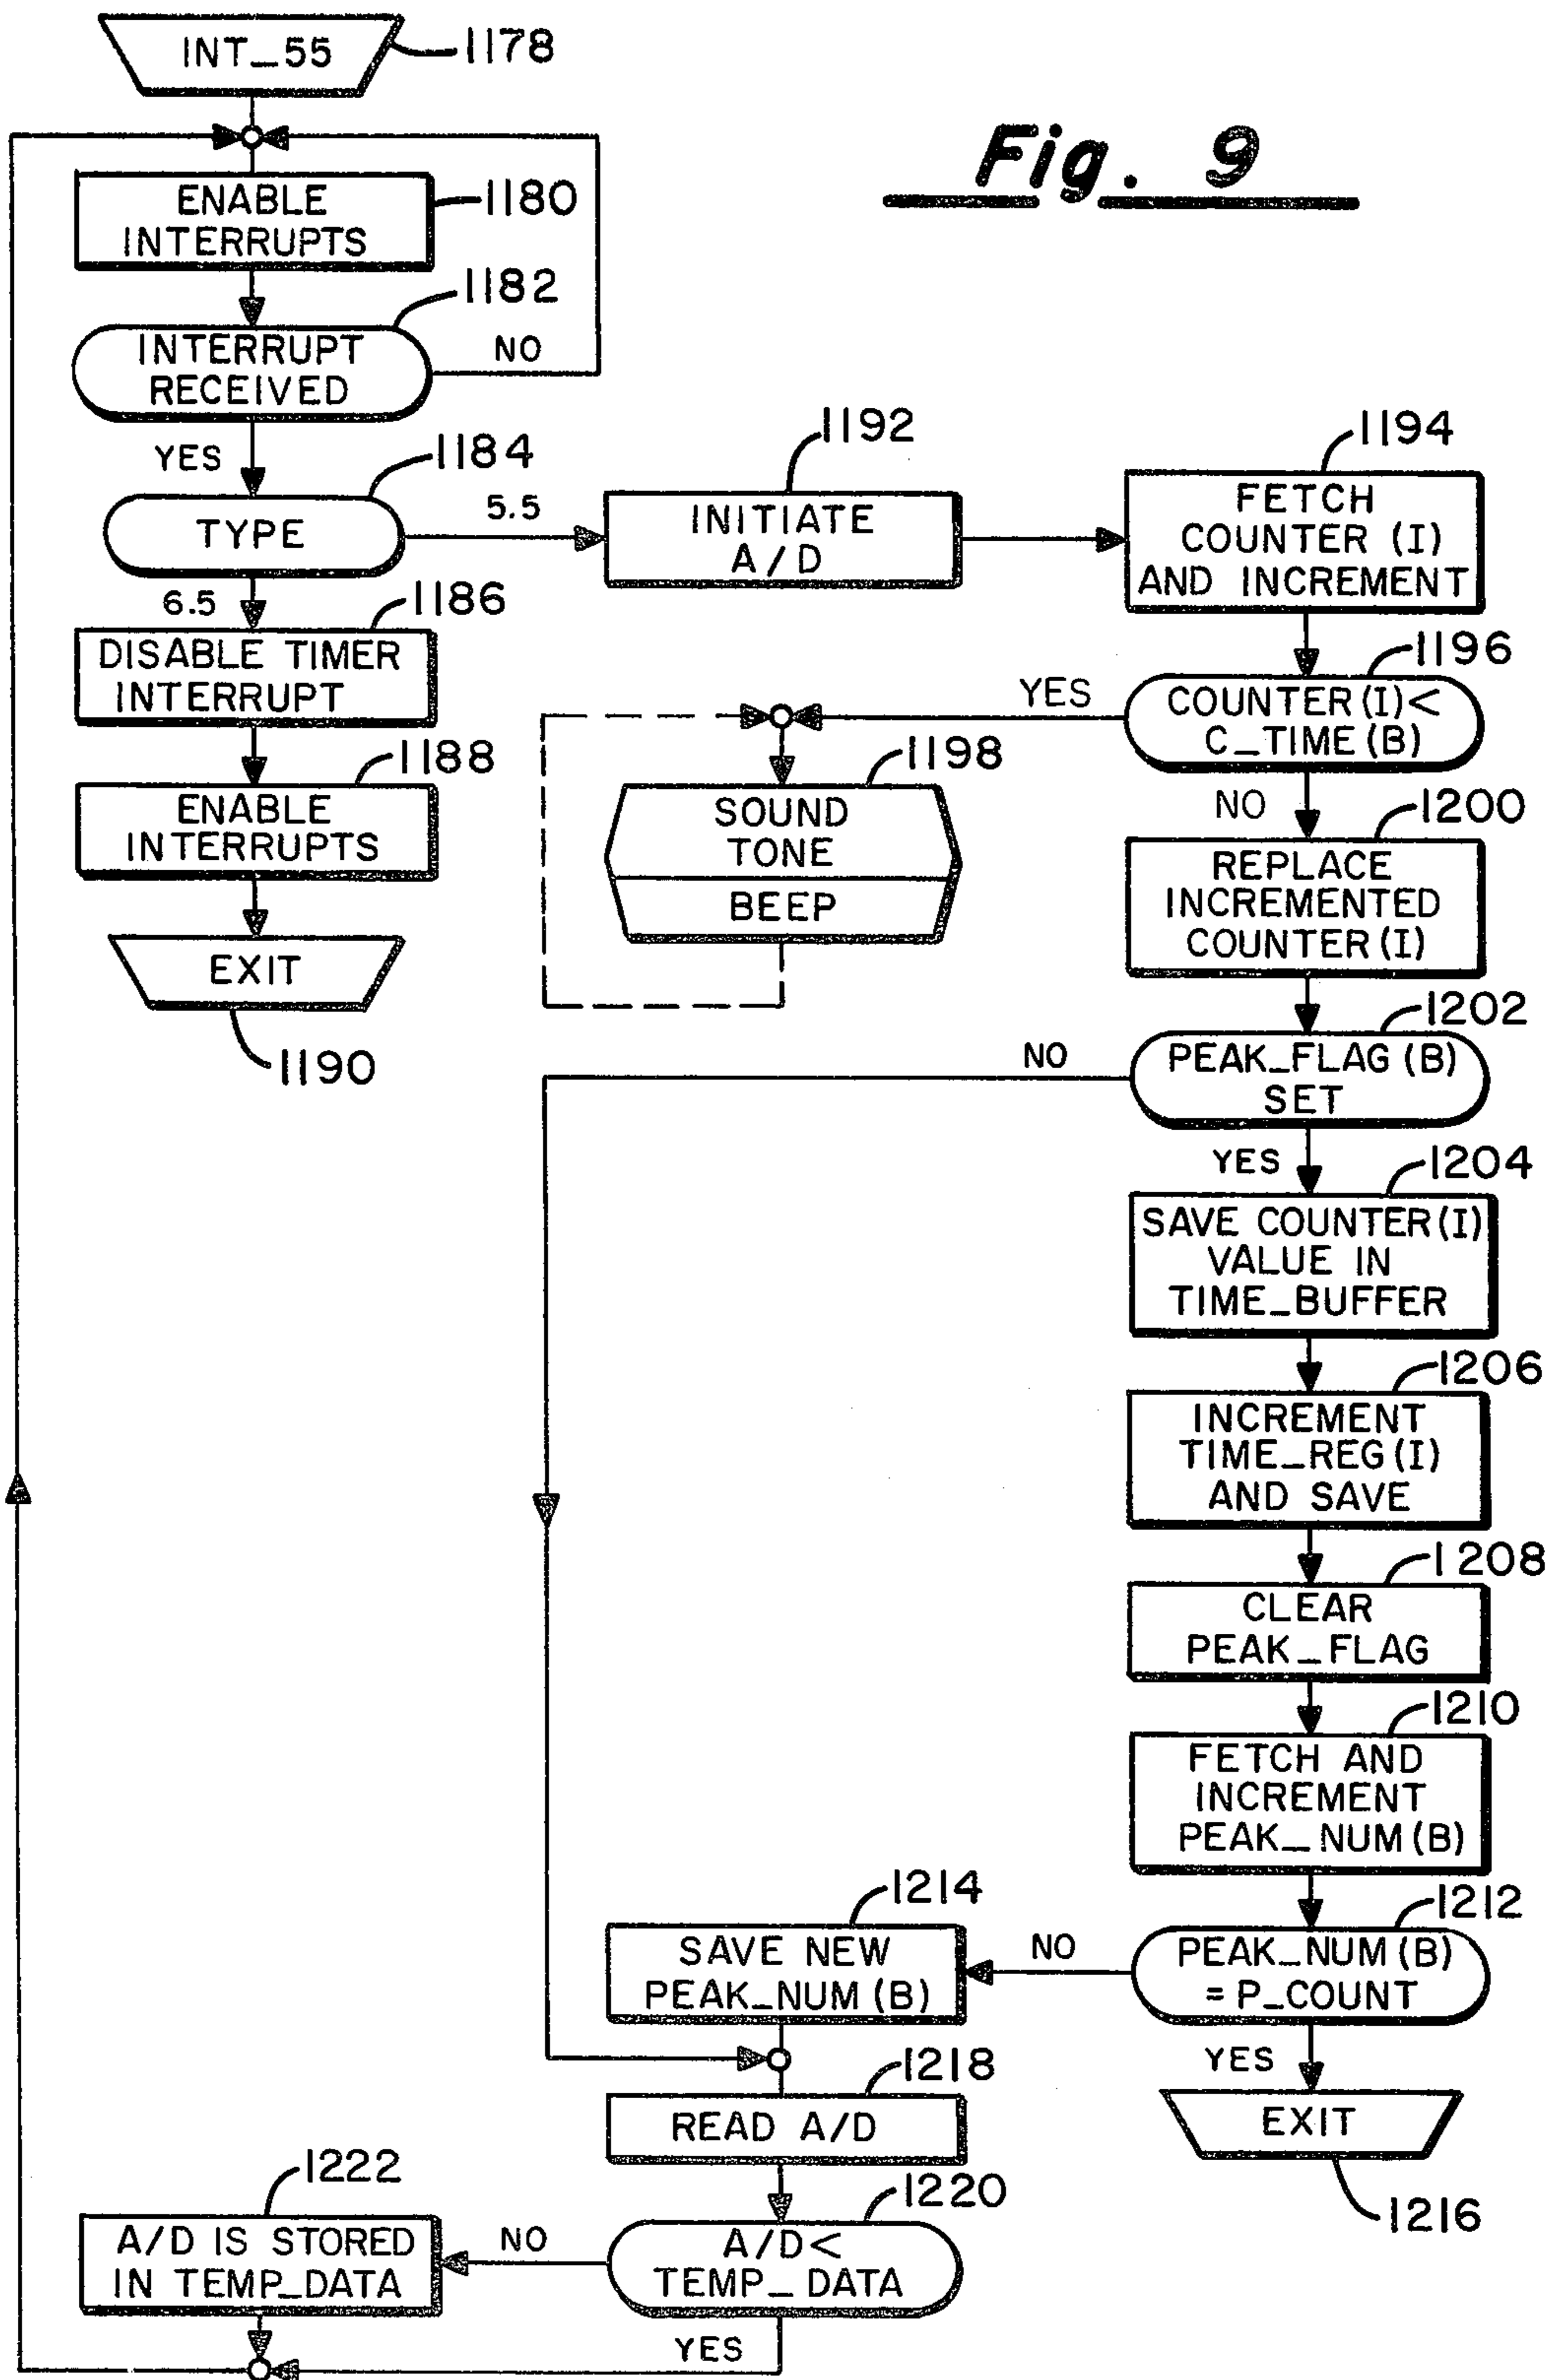 INT_55
1178
Fig. 9
ENABLE
INTERRUPTS
1180
1182
INTERRUPT
RECEIVED
NO
YES
1184
TYPE
5.5
6.5
1192
INITIATE
A/D
1194
FETCH
COUNTER (I)
AND INCREMENT
1186
DISABLE TIMER
INTERRUPT
1196
COUNTER (I) <
C_TIME (B)
YES
NO
1188
ENABLE
INTERRUPTS
1198
SOUND
TONE
BEEP
1200
REPLACE
INCREMENTED
COUNTER (I)
EXIT
1190
1202
PEAK_FLAG (B)
SET
NO
YES
1204
SAVE COUNTER (I)
VALUE IN
TIME_BUFFER
1206
INCREMENT
TIME_REG (I)
AND SAVE
1208
CLEAR
PEAK_FLAG
1210
FETCH AND
INCREMENT
PEAK_NUM (B)
1212
PEAK_NUM (B)
= P_COUNT
NO
YES
1214
SAVE NEW
PEAK_NUM (B)
EXIT
1216
1218
READ A/D
1220
A/D <
TEMP_DATA
NO
YES
1222
A/D IS STORED
IN TEMP_DATA